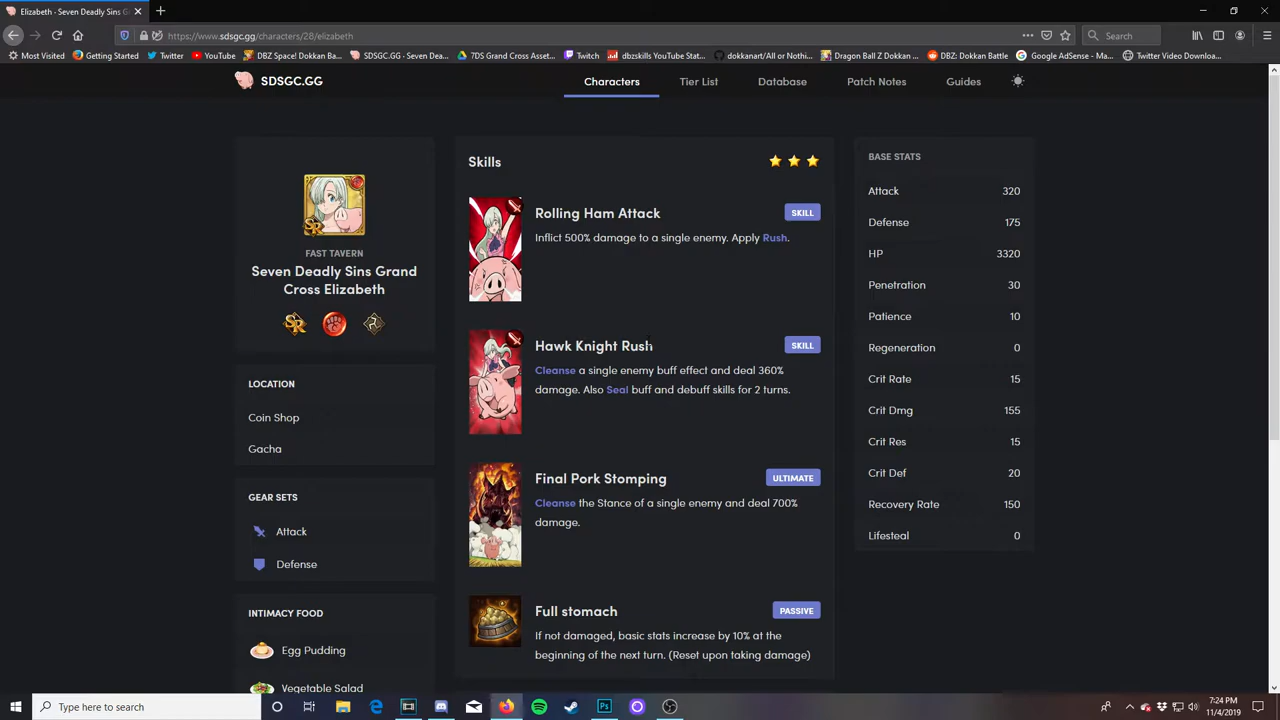 Elizabeth - Seven Deadly Sins G
https://www.sdsgc.gg/characters/28/elizabeth
Search
Most Visited
Getting Started
Twitter
YouTube
DBZ Space! Dokkan Ba...
SDSGC.GG - Seven Dea...
7DS Grand Cross Asset...
Twitch
dbzskills YouTube Stat...
dokkanart/All or Nothi...
Dragon Ball Z Dokkan ...
DBZ: Dokkan Battle
Google AdSense - Ma...
Twitter Video Downloa...
SDSGC.GG
Characters
Tier List
Database
Patch Notes
Guides
SR
FAST TAVERN
Seven Deadly Sins Grand
Cross Elizabeth
SR
LOCATION
Coin Shop
Gacha
GEAR SETS
Attack
Defense
INTIMACY FOOD
Egg Pudding
Vegetable Salad
Skills
Rolling Ham Attack
SKILL
Inflict 500% damage to a single enemy. Apply Rush.
Hawk Knight Rush
SKILL
Cleanse a single enemy buff effect and deal 360%
damage. Also Seal buff and debuff skills for 2 turns.
Final Pork Stomping
ULTIMATE
Cleanse the Stance of a single enemy and deal 700%
damage.
Full stomach
PASSIVE
If not damaged, basic stats increase by 10% at the
beginning of the next turn. (Reset upon taking damage)
BASE STATS
Attack 320
Defense 175
HP 3320
Penetration 30
Patience 10
Regeneration 0
Crit Rate 15
Crit Dmg 155
Crit Res 15
Crit Def 20
Recovery Rate 150
Lifesteal 0
Type here to search
Ps
7:24 PM
11/4/2019